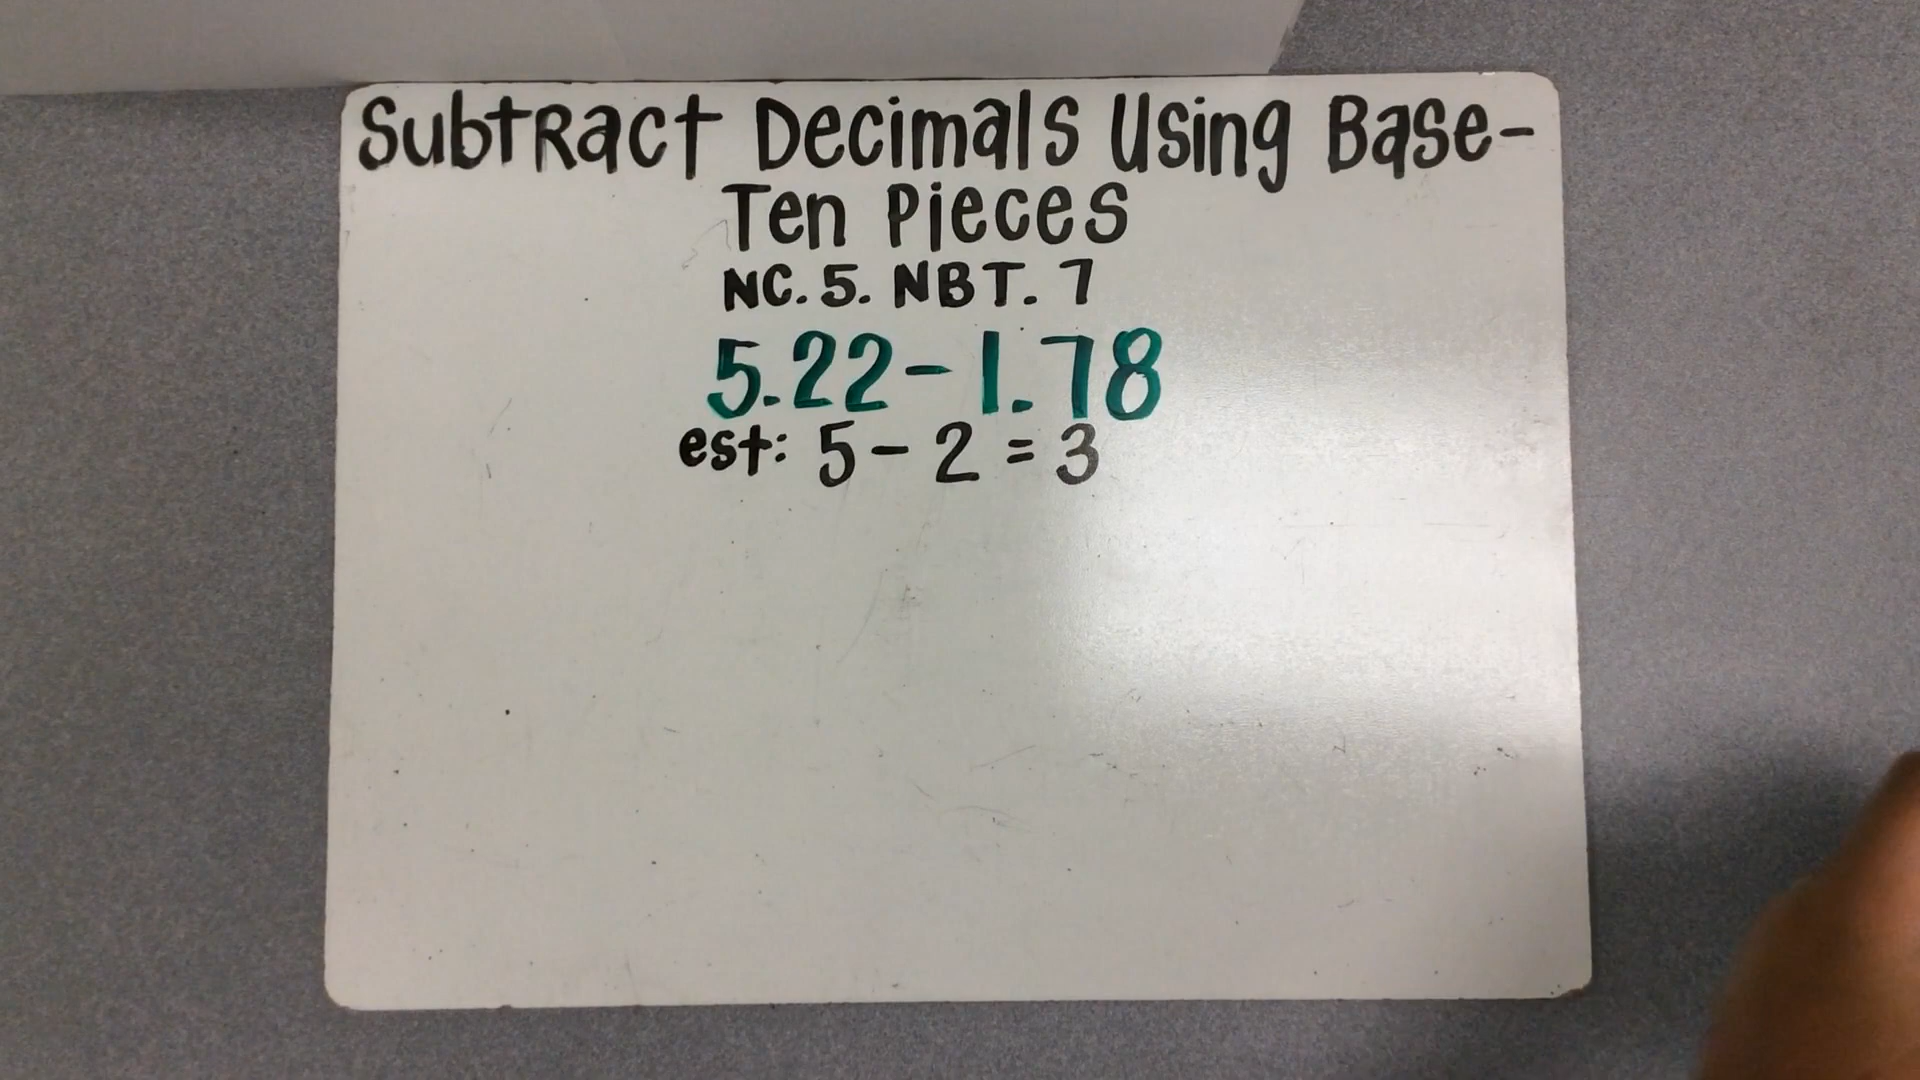 Subtract Decimals Using Base-
Ten Pieces
NC.5.NBT.7
5.22-1.78
est: 5-2=3